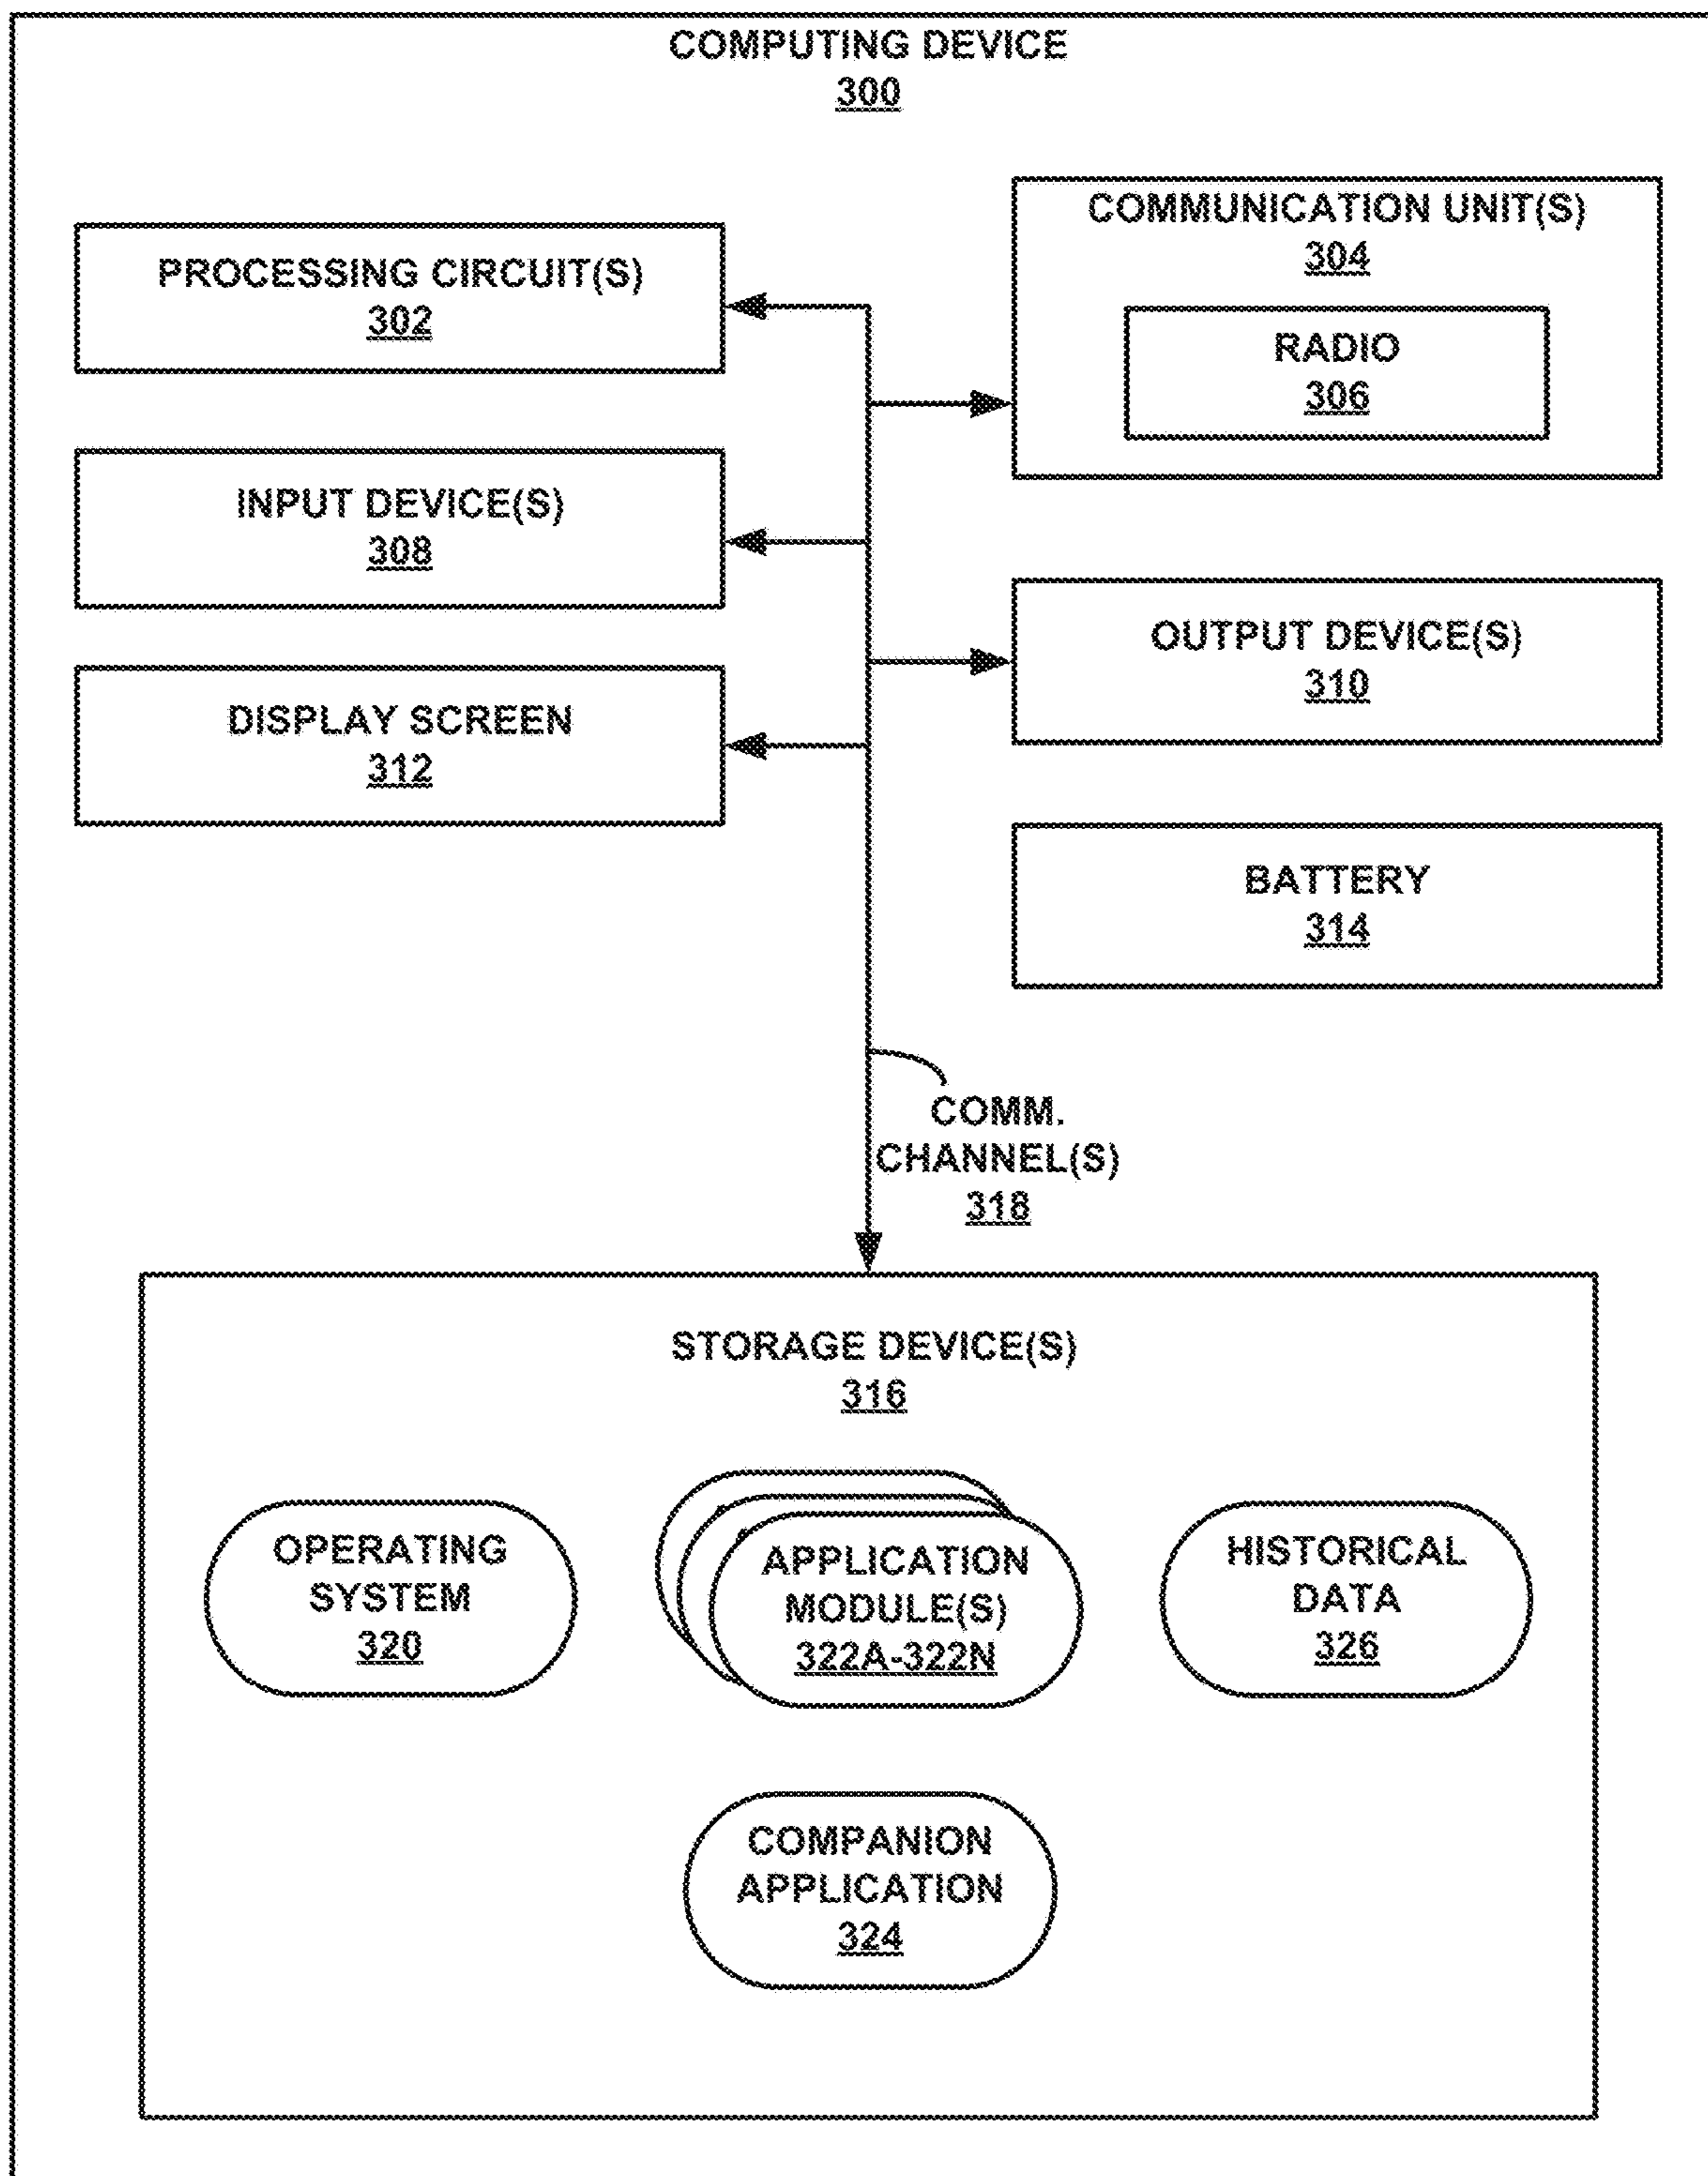 COMPUTING DEVICE
300
PROCESSING CIRCUIT(S)
302
COMMUNICATION UNIT(S)
304
RADIO
306
INPUT DEVICE(S)
308
OUTPUT DEVICE(S)
310
DISPLAY SCREEN
312
BATTERY
314
COMM.
CHANNEL(S)
318
STORAGE DEVICE(S)
316
OPERATING
SYSTEM
320
APPLICATION
MODULE(S)
322A-322N
HISTORICAL
DATA
326
COMPANION
APPLICATION
324